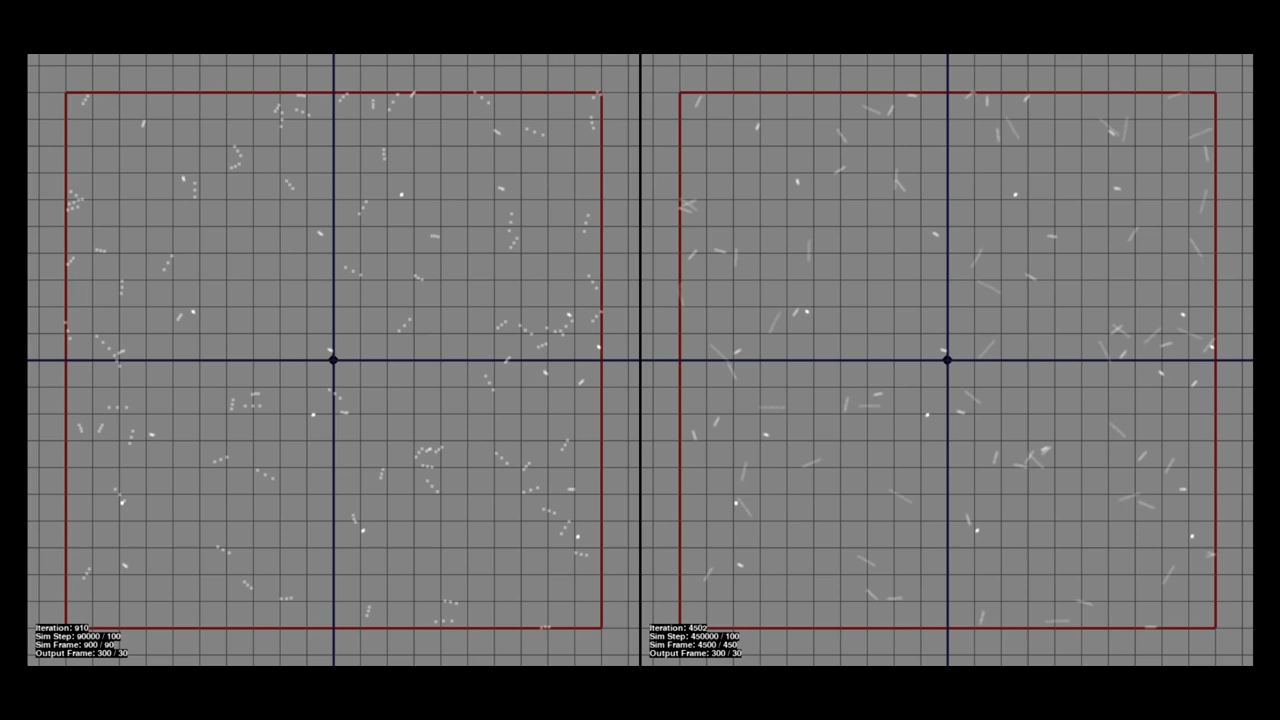 Iteration: 910
Sim Step: 90000 / 100
Sim Frame: 900 / 90
Output Frame: 300 / 30
Iteration: 4502
Sim Step: 450000 / 100
Sim Frame: 4500 / 450
Output Frame: 300 / 30